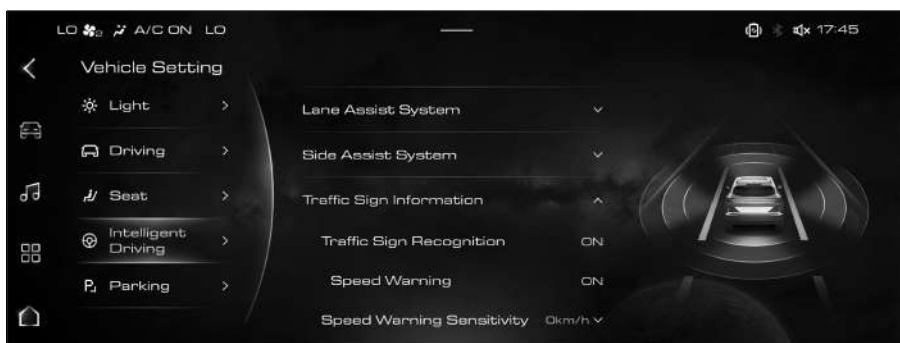 LO 2 A/C ON LO 17:45
Vehicle Setting
Light
Driving
Seat
Intelligent
Driving
P Parking
Lane Assist System
Side Assist System
Traffic Sign Information
Traffic Sign Recognition ON
Speed Warning ON
Speed Warning Sensitivity 0km/h